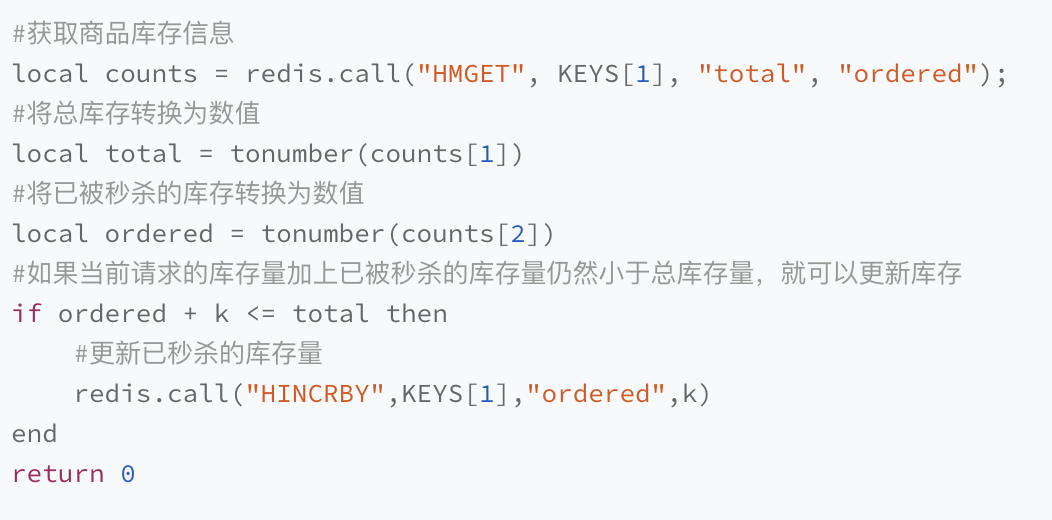 #获取商品库存信息
local counts = redis.call("HMGET", KEYS[1], "total", "ordered");
#将总库存转换为数值
local total = tonumber(counts[1])
#将已被秒杀的库存转换为数值
local ordered = tonumber(counts[2])
#如果当前请求的库存量加上已被秒杀的库存量仍然小于总库存量，就可以更新库存
if ordered + k <= total then
    #更新已秒杀的库存量
    redis.call("HINCRBY",KEYS[1],"ordered",k)
end
return 0